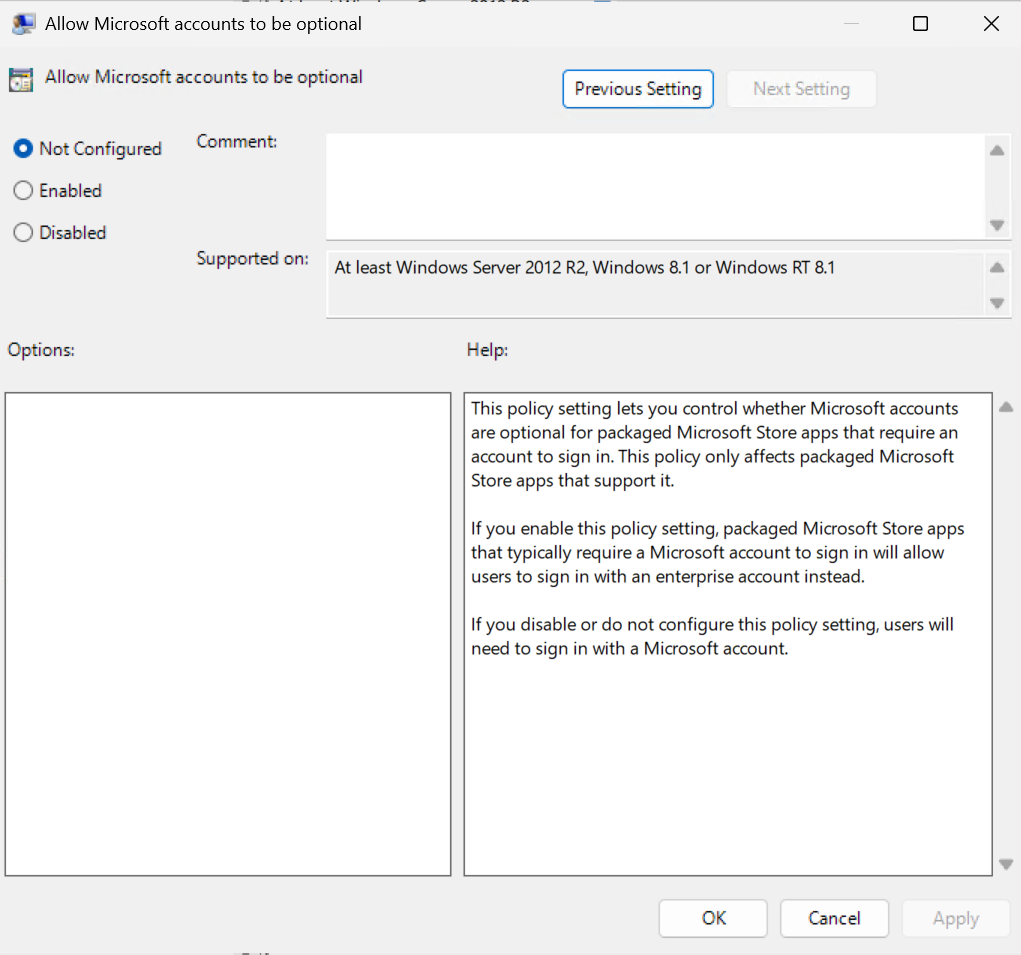 Allow Microsoft accounts to be optional
Allow Microsoft accounts to be optional
Previous Setting
Next Setting
Not Configured
Comment:
Enabled
Disabled
Supported on:
At least Windows Server 2012 R2, Windows 8.1 or Windows RT 8.1
Options:
Help:
This policy setting lets you control whether Microsoft accounts
are optional for packaged Microsoft Store apps that require an
account to sign in. This policy only affects packaged Microsoft
Store apps that support it.
If you enable this policy setting, packaged Microsoft Store apps
that typically require a Microsoft account to sign in will allow
users to sign in with an enterprise account instead.
If you disable or do not configure this policy setting, users will
need to sign in with a Microsoft account.
OK
Cancel
Apply